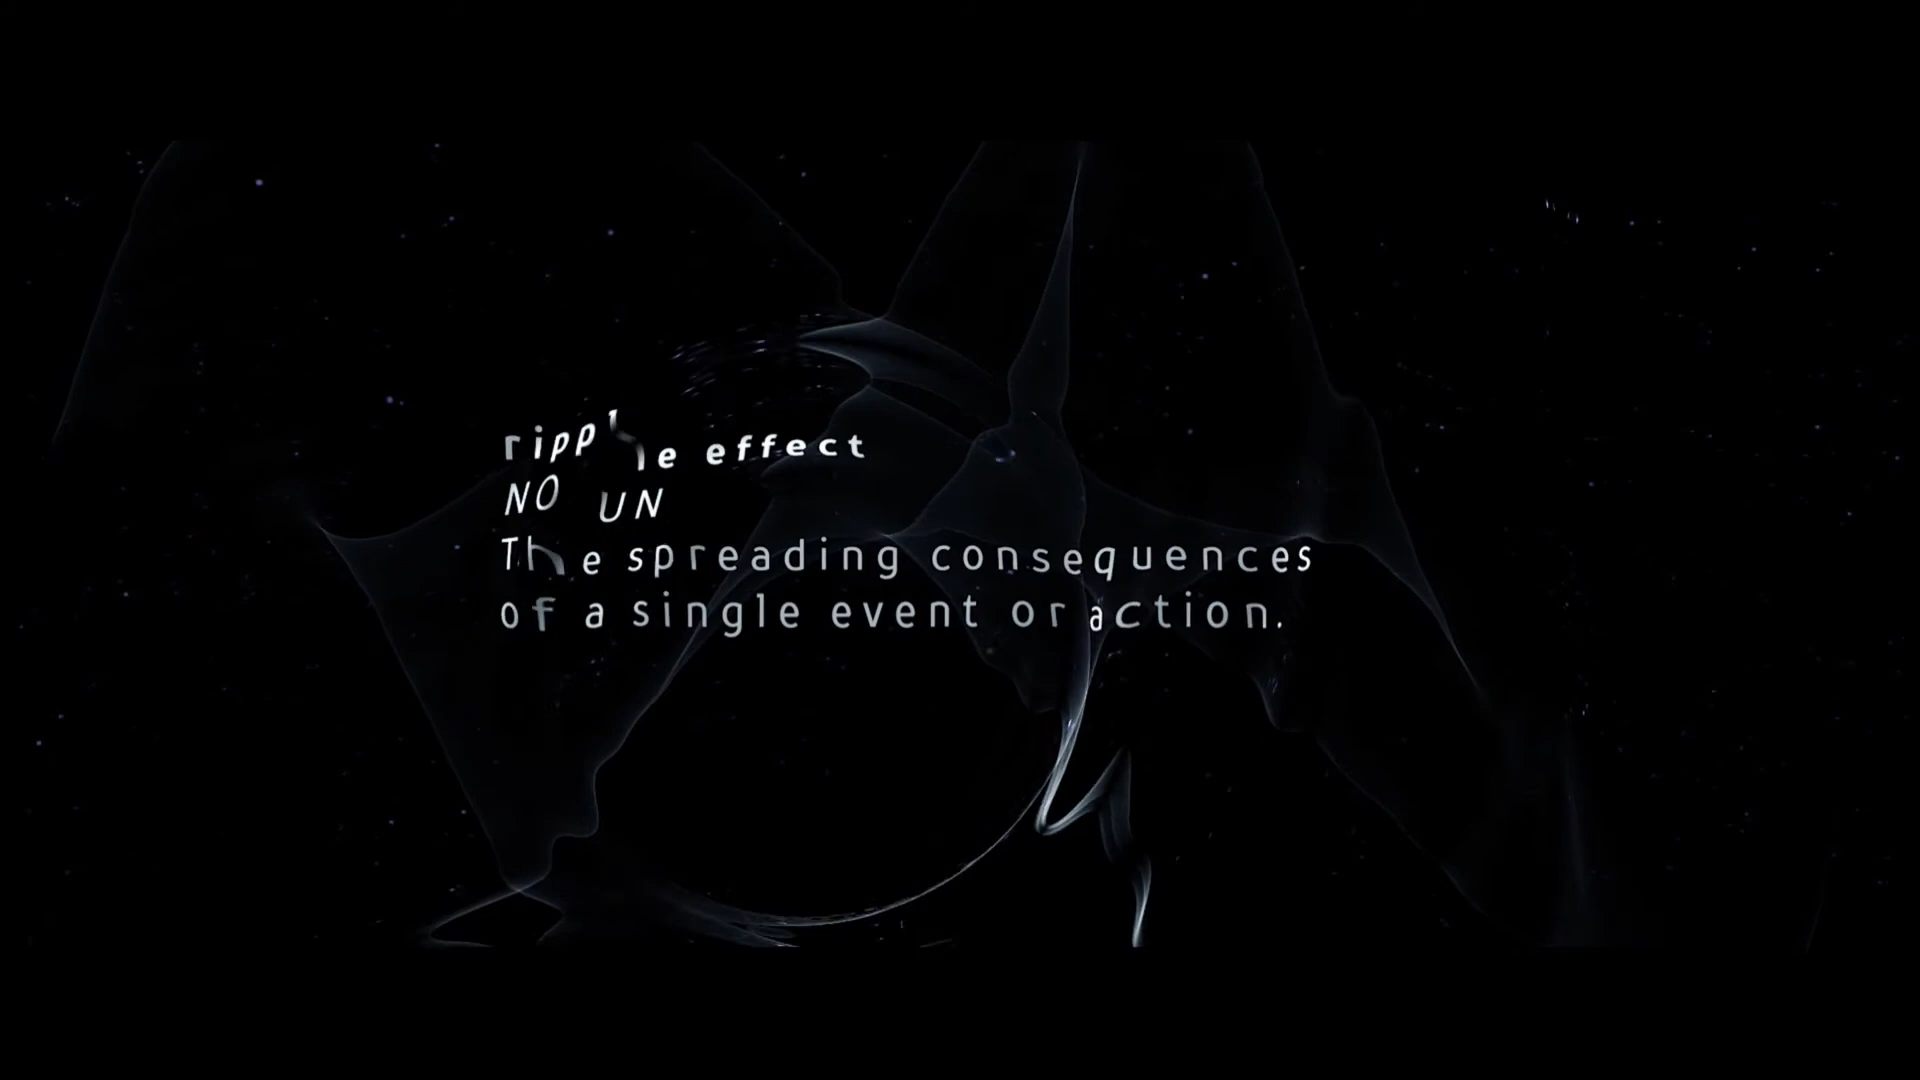 ripple effect
NOUN
The spreading consequences
of a single event or action.